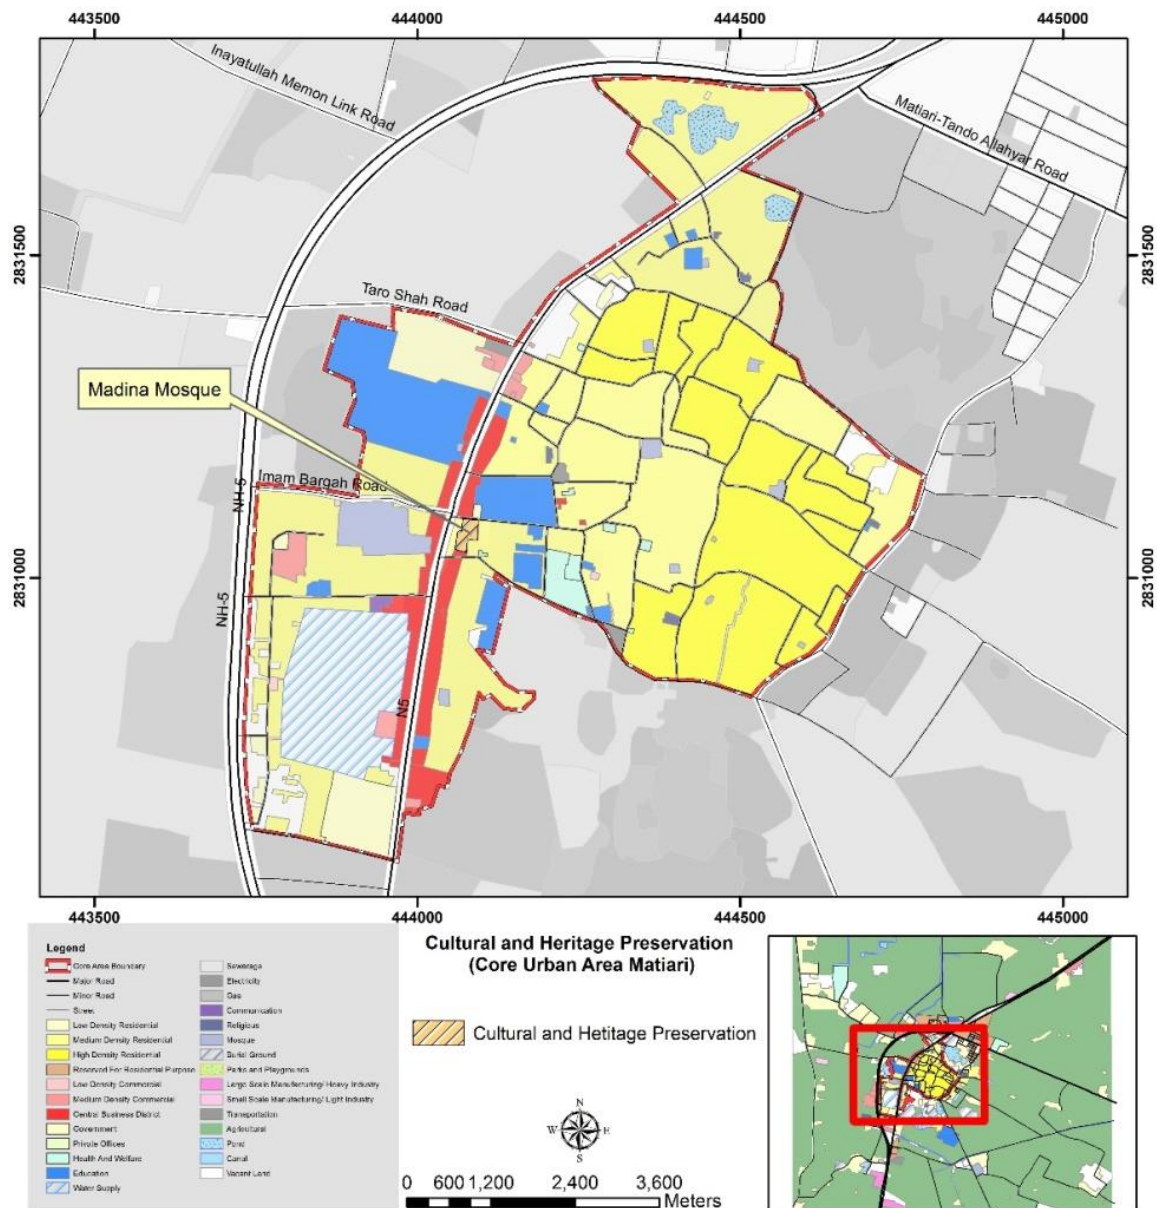 443500 444000 444500 445000
Inayatullah Memon Link Road
Matiari-Tando Allahyar Road
2831500
2831500
Taro Shah Road
Madina Mosque
Imam Bargah Road
NH-5
NH-5
2831000
2831000
N5
443500 444000 444500 445000
Legend
Core Area Boundary
Major Road
Minor Road
Street
Low Density Residential
Medium Density Residential
High Density Residential
Reserved For Residential Purpose
Low Density Commercial
Medium Density Commercial
Central Business District
Government
Private Offices
Health And Welfare
Education
Water Supply
Sewerage
Electricity
Gas
Communication
Religious
Mosque
Burial Ground
Parks and Playgrounds
Large Scale Manufacturing/ Heavy Industry
Small Scale Manufacturing/ Light Industry
Transportation
Agricultural
Pond
Canal
Vacant Land
Cultural and Heritage Preservation
(Core Urban Area Matiari)
Cultural and Hetitage Preservation
N
W E
S
0 600 1,200 2,400 3,600
Meters